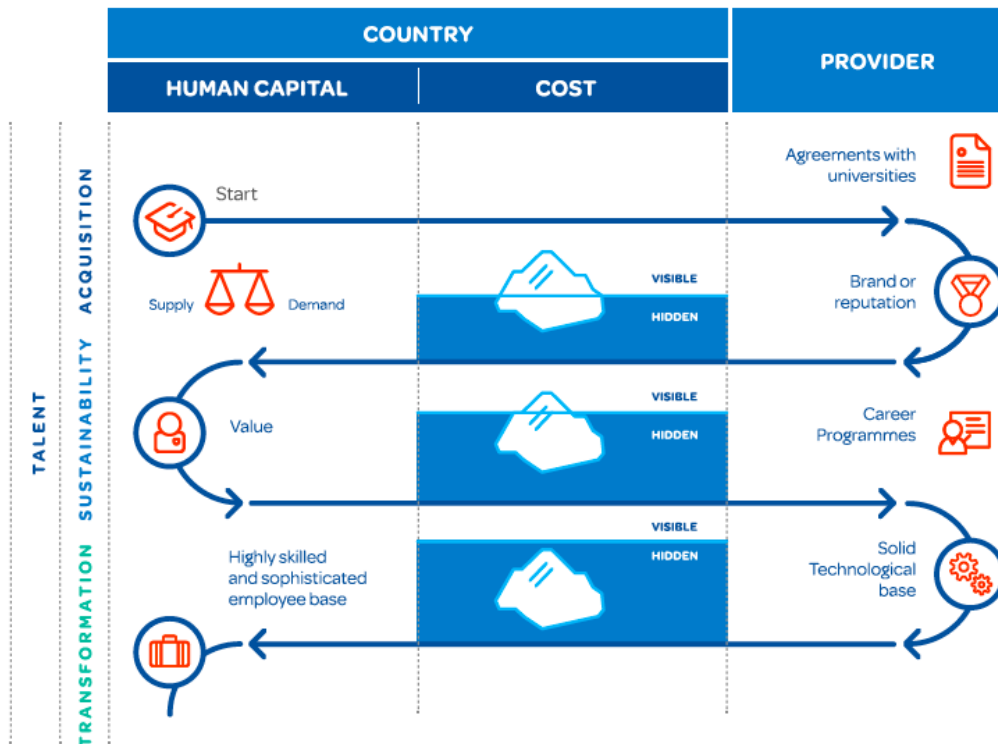 COUNTRY
PROVIDER
HUMAN CAPITAL
COST
TALENT
ACQUISITION
SUSTAINABILITY
TRANSFORMATION
Agreements with
universities
Start
Supply
Demand
VISIBLE
HIDDEN
Brand or
reputation
Value
VISIBLE
HIDDEN
Career
Programmes
Highly skilled
and sophisticated
employee base
VISIBLE
HIDDEN
Solid
Technological
base